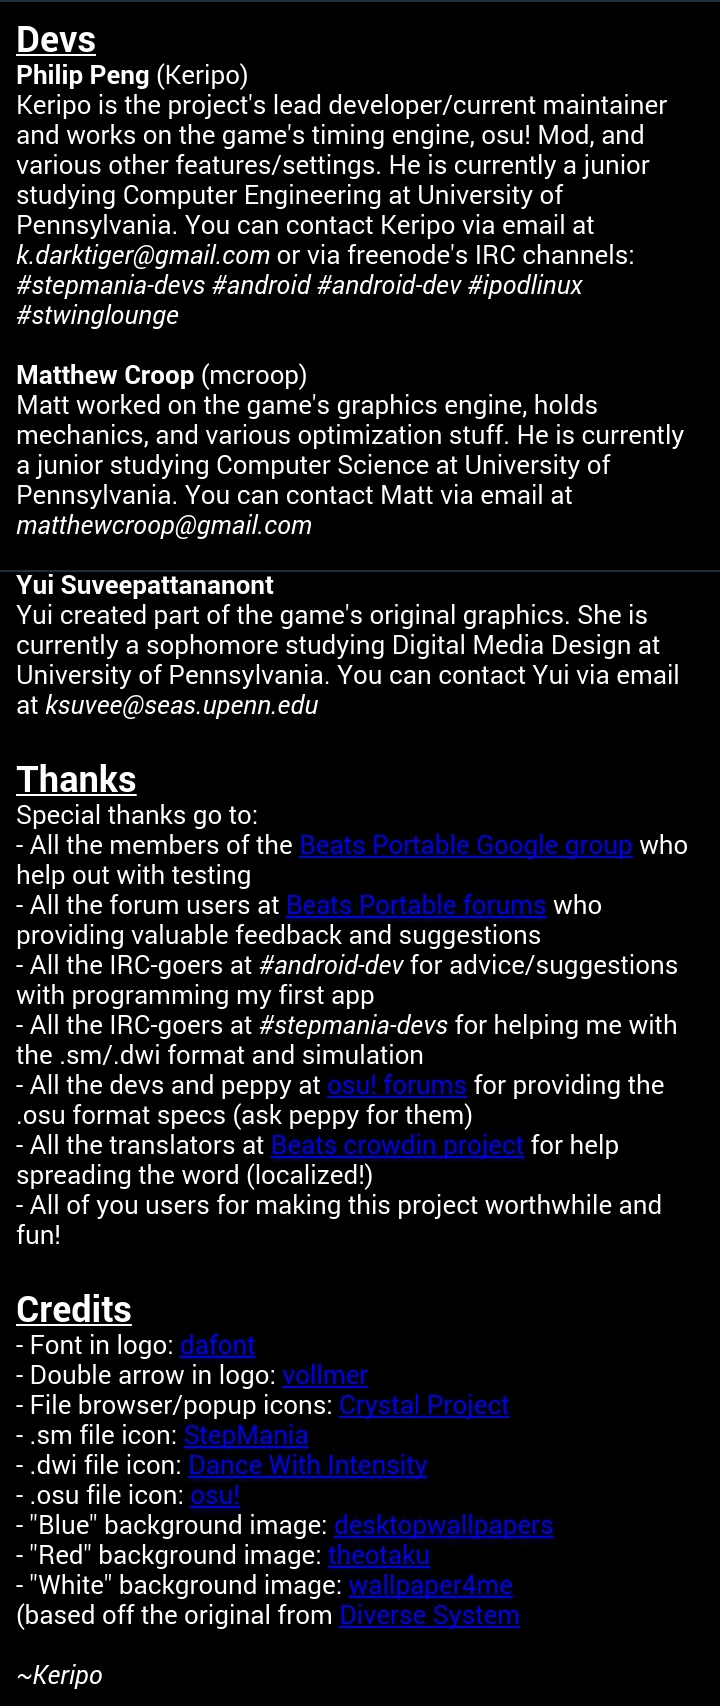 Devs
Philip Peng (Keripo)
Keripo is the project's lead developer/current maintainer
and works on the game's timing engine, osu! Mod, and
various other features/settings. He is currently a junior
studying Computer Engineering at University of
Pennsylvania. You can contact Keripo via email at
k.darktiger@gmail.com or via freenode's IRC channels:
#stepmania-devs #android #android-dev #ipodlinux
#stwinglounge
Matthew Croop (mcroop)
Matt worked on the game's graphics engine, holds
mechanics, and various optimization stuff. He is currently
a junior studying Computer Science at University of
Pennsylvania. You can contact Matt via email at
matthewcroop@gmail.com
Yui Suveepattananont
Yui created part of the game's original graphics. She is
currently a sophomore studying Digital Media Design at
University of Pennsylvania. You can contact Yui via email
at ksuvee@seas.upenn.edu
Thanks
Special thanks go to:
- All the members of the Beats Portable Google group who
help out with testing
- All the forum users at Beats Portable forums who
providing valuable feedback and suggestions
- All the IRC-goers at #android-dev for advice/suggestions
with programming my first app
- All the IRC-goers at #stepmania-devs for helping me with
the .sm/.dwi format and simulation
- All the devs and peppy at osu! forums for providing the
.osu format specs (ask peppy for them)
- All the translators at Beats crowdin project for help
spreading the word (localized!)
- All of you users for making this project worthwhile and
fun!
Credits
- Font in logo: dafont
- Double arrow in logo: vollmer
- File browser/popup icons: Crystal Project
- .sm file icon: StepMania
- .dwi file icon: Dance With Intensity
- .osu file icon: osu!
- "Blue" background image: desktopwallpapers
- "Red" background image: theotaku
- "White" background image: wallpaper4me
(based off the original from Diverse System
~Keripo